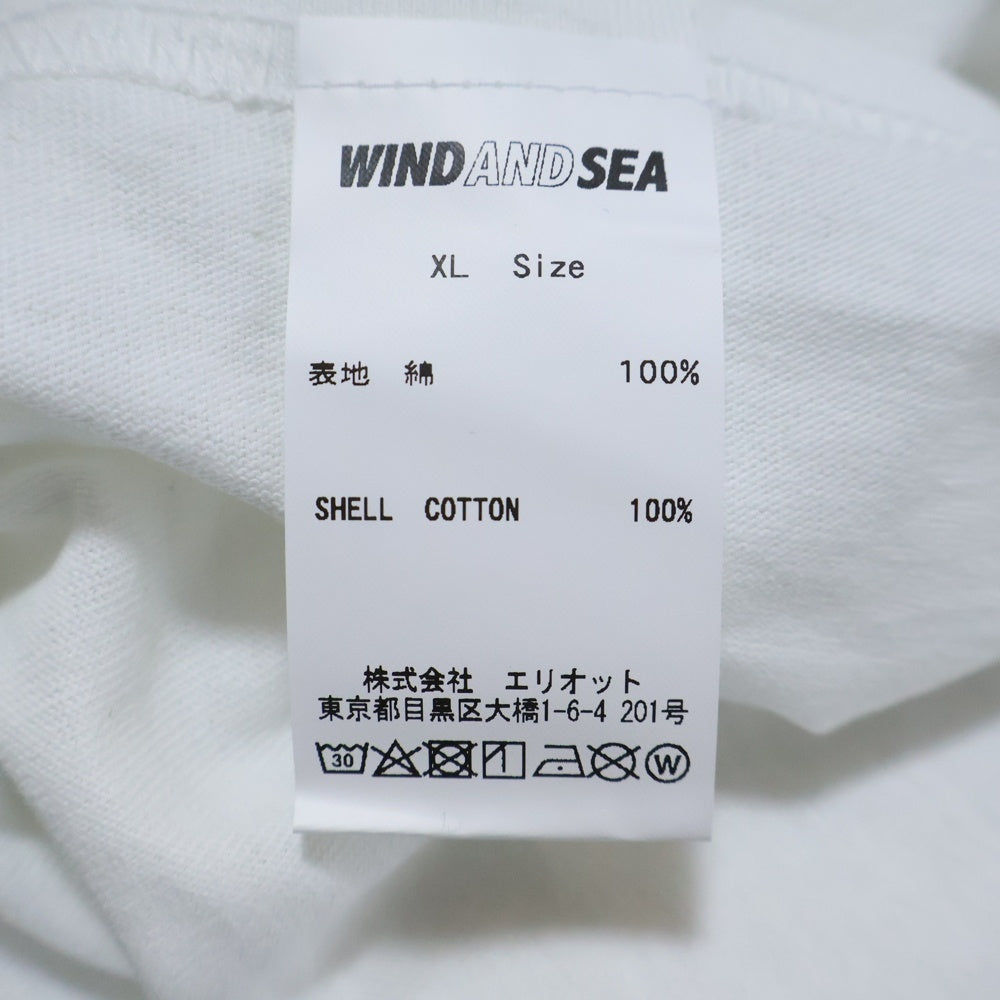 WINDANDSEA
XL Size
表地 綿 100%
SHELL COTTON 100%
株式会社 エリオット
東京都目黒区大橋1-6-4 201号
30 W